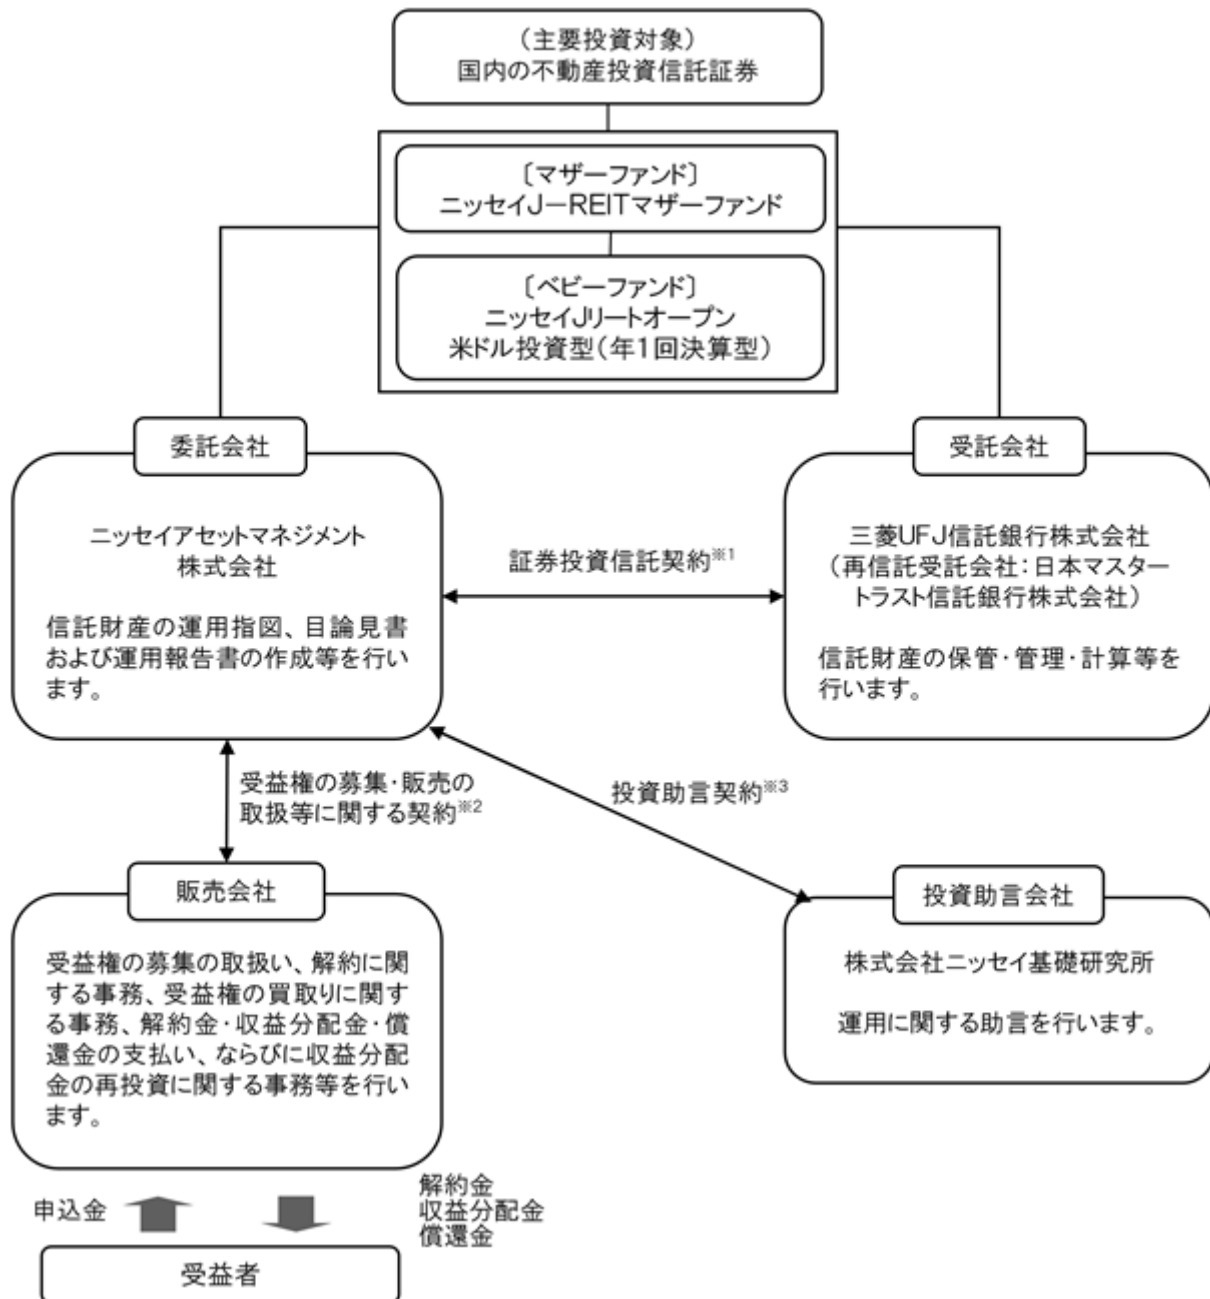 （主要投資対象）
国内の不動産投資信託証券
〔マザーファンド〕
ニッセイJ－REITマザーファンド
〔ベビーファンド〕
ニッセイJリートオープン
米ドル投資型（年1回決算型）
委託会社
ニッセイアセットマネジメント
株式会社
信託財産の運用指図、目論見書
および運用報告書の作成等を行い
ます。
証券投資信託契約※1
受託会社
三菱UFJ信託銀行株式会社
（再信託受託会社：日本マスター
トラスト信託銀行株式会社）
信託財産の保管・管理・計算等を
行います。
受益権の募集・販売の
取扱等に関する契約※2
投資助言契約※3
販売会社
受益権の募集の取扱い、解約に関
する事務、受益権の買取りに関す
る事務、解約金・収益分配金・償
還金の支払い、ならびに収益分配
金の再投資に関する事務等を行い
ます。
投資助言会社
株式会社ニッセイ基礎研究所
運用に関する助言を行います。
申込金
解約金
収益分配金
償還金
受益者